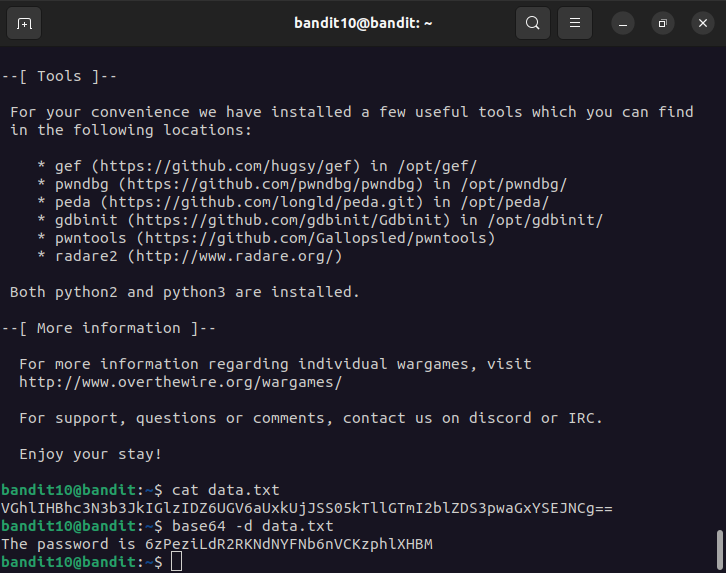 bandit10@bandit: ~
--[ Tools ]--
For your convenience we have installed a few useful tools which you can find
in the following locations:
* gef (https://github.com/hugsy/gef) in /opt/gef/
* pwndbg (https://github.com/pwndbg/pwndbg) in /opt/pwndbg/
* peda (https://github.com/longld/peda.git) in /opt/peda/
* gdbinit (https://github.com/gdbinit/Gdbinit) in /opt/gdbinit/
* pwntools (https://github.com/Gallopsled/pwntools)
* radare2 (http://www.radare.org/)
Both python2 and python3 are installed.
--[ More information ]--
For more information regarding individual wargames, visit
http://www.overthewire.org/wargames/
For support, questions or comments, contact us on discord or IRC.
Enjoy your stay!
bandit10@bandit:~$ cat data.txt
VGhlIHBhc3N3b3JkIGlzIDZ6UGV6aUxkUjJSS05kTllGTmI2blZDS3pwaGxYSEJNCg==
bandit10@bandit:~$ base64 -d data.txt
The password is 6zPeziLdR2RKNdNYFNb6nVCKzphlXHBM
bandit10@bandit:~$